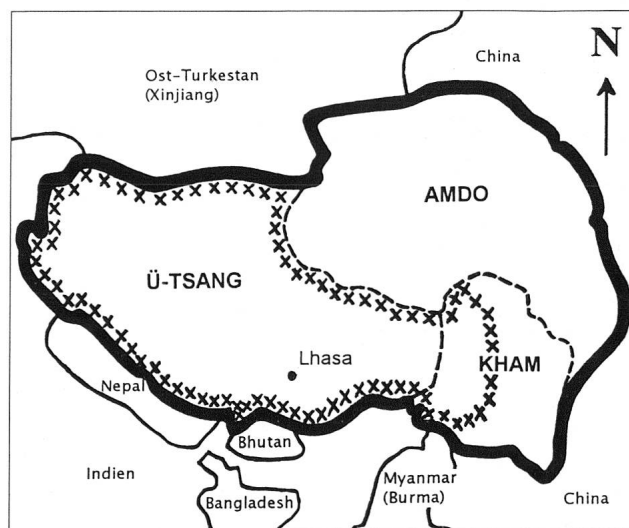 China
N
Ost-Turkestan
(Xinjiang)
AMDO
Ü-TSANG
Lhasa
KHAM
Nepal
Bhutan
Indien
Bangladesh
Myanmar
(Burma)
China